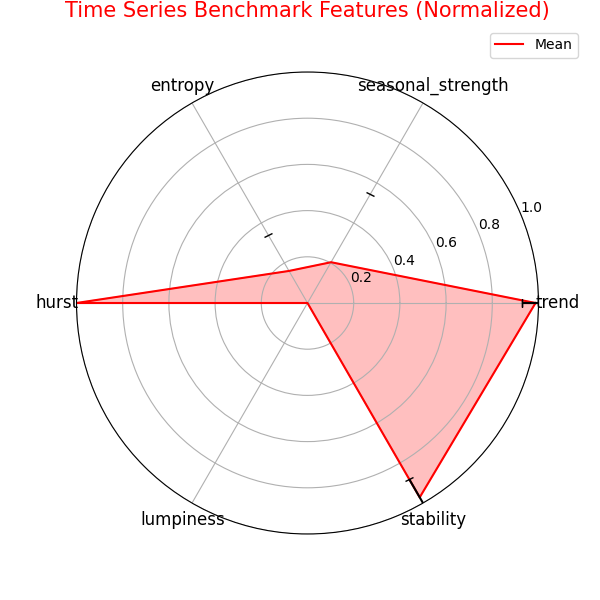 Time Series Benchmark Features (Normalized)
Mean
entropy
seasonal_strength
1.0
0.8
0.6
0.4
0.2
hurst
trend
lumpiness
stability